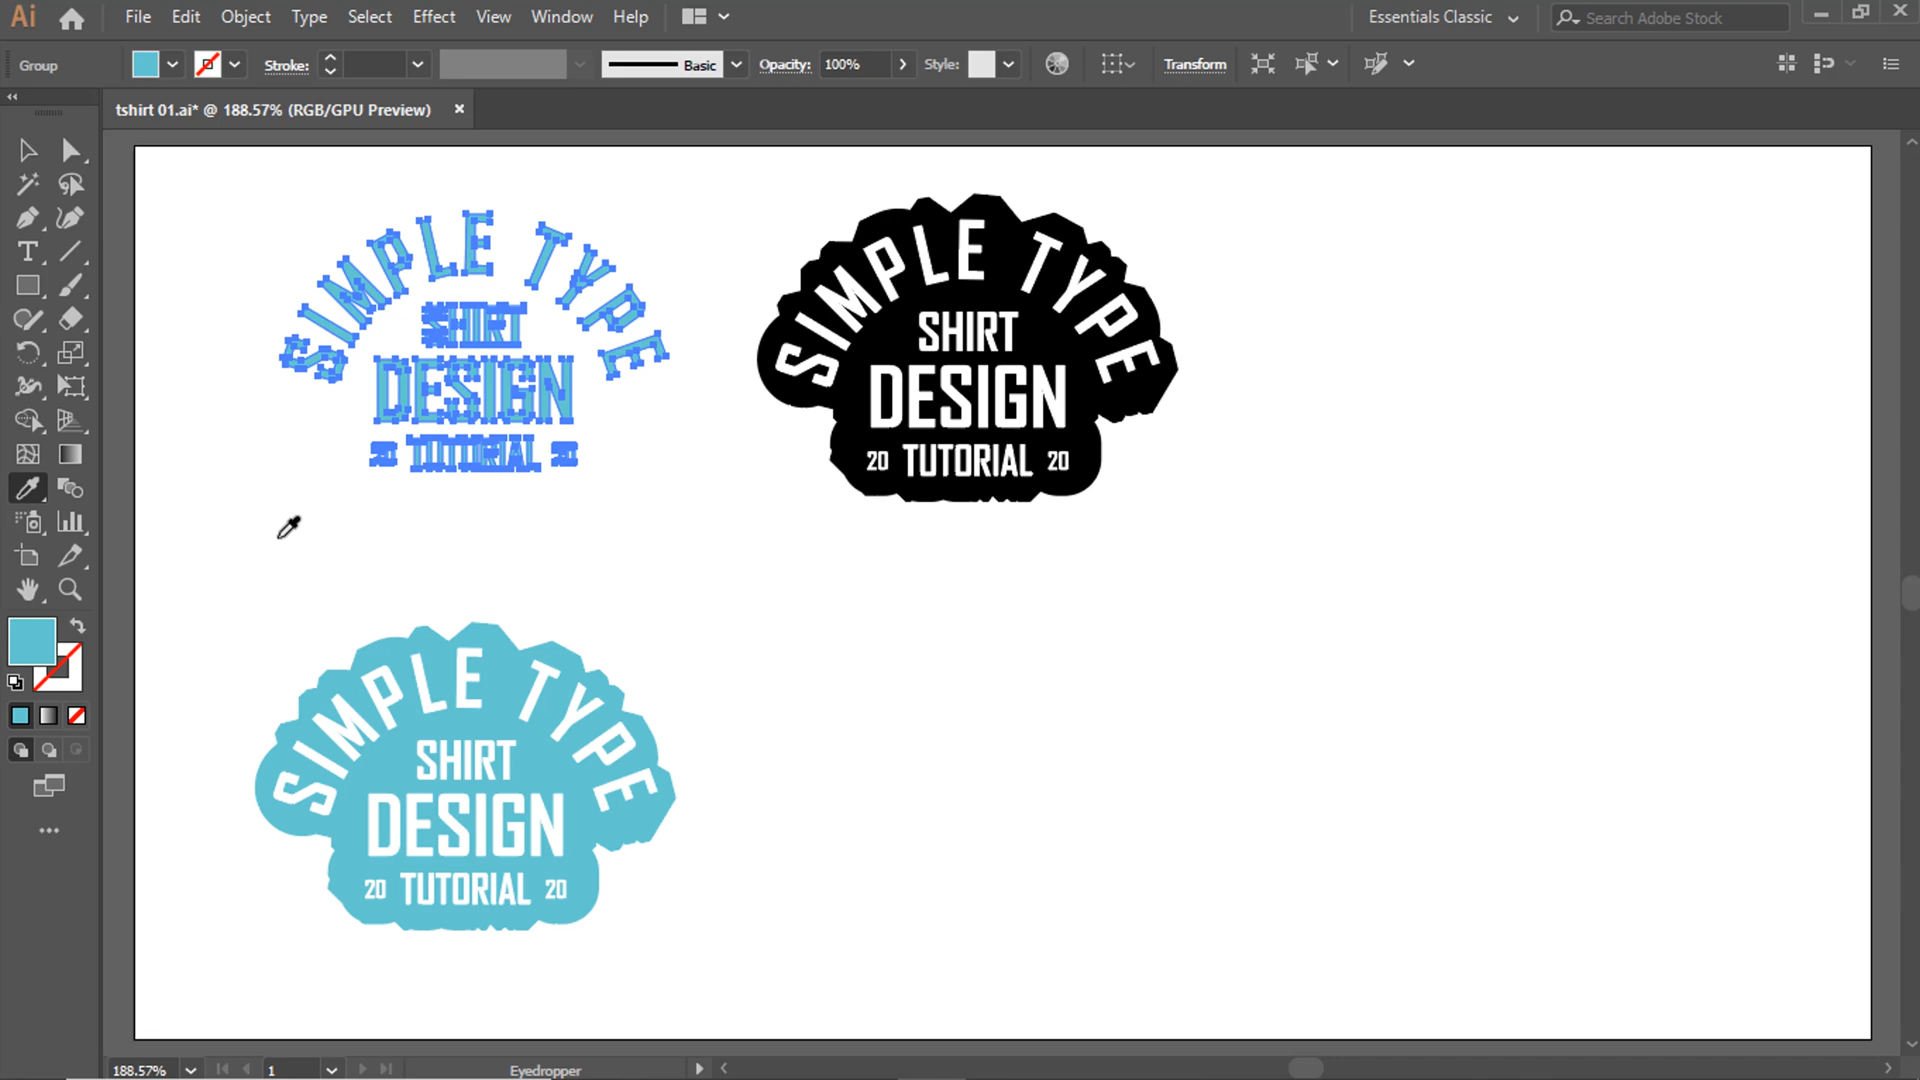 Ai File Edit Object Type Select Effect View Window Help Essentials Classic Search Adobe Stock
Group Stroke: Basic Opacity: 100% Style: Transform
tshirt 01.ai* @ 188.57% (RGB/GPU Preview)
SIMPLE TYPE
SHIRT
DESIGN
20 TUTORIAL 20
SIMPLE TYPE
SHIRT
DESIGN
20 TUTORIAL 20
SIMPLE TYPE
SHIRT
DESIGN
20 TUTORIAL 20
188.57% 1 Eyedropper